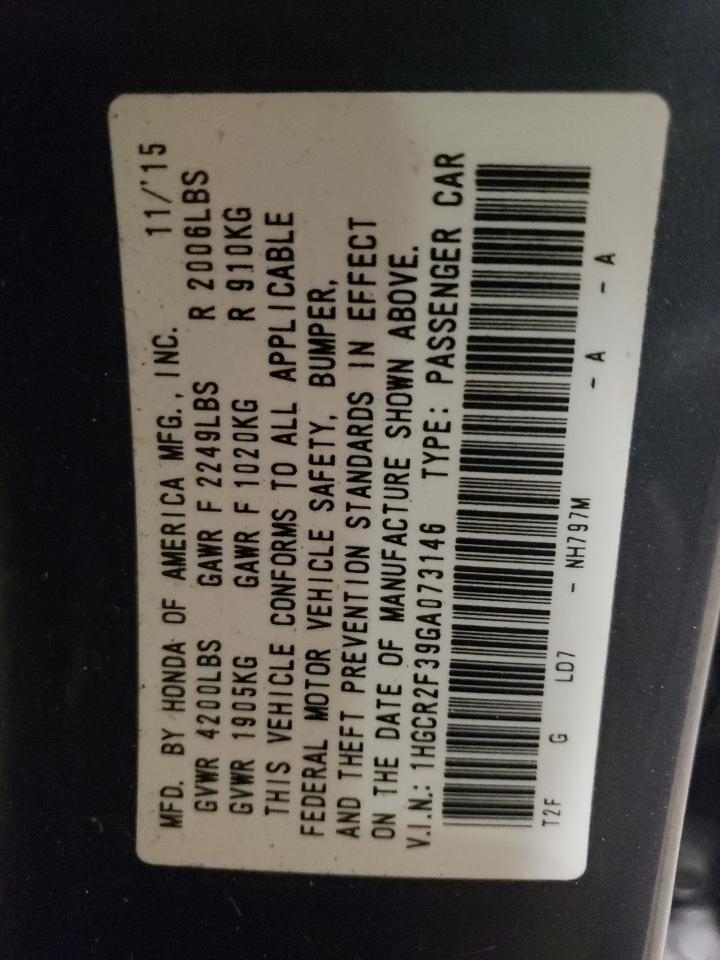 MFD. BY HONDA OF AMERICA MFG., INC. 11/'15
GVWR 4200LBS GAWR F 2249LBS R 2006LBS
GVWR 1905KG GAWR F 1020KG R 910KG
THIS VEHICLE CONFORMS TO ALL APPLICABLE
FEDERAL MOTOR VEHICLE SAFETY, BUMPER,
AND THEFT PREVENTION STANDARDS IN EFFECT
ON THE DATE OF MANUFACTURE SHOWN ABOVE.
V.I.N.: 1HGCR2F39GA073146 TYPE: PASSENGER CAR
T2F G LD7 - NH797M - A - A